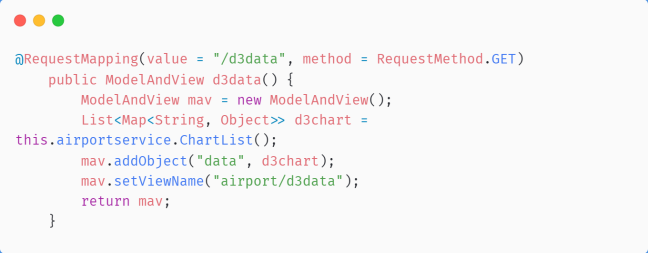 @RequestMapping(value = "/d3data", method = RequestMethod.GET)
    public ModelAndView d3data() {
        ModelAndView mav = new ModelAndView();
        List<Map<String, Object>> d3chart =
this.airportservice.ChartList();
        mav.addObject("data", d3chart);
        mav.setViewName("airport/d3data");
        return mav;
    }